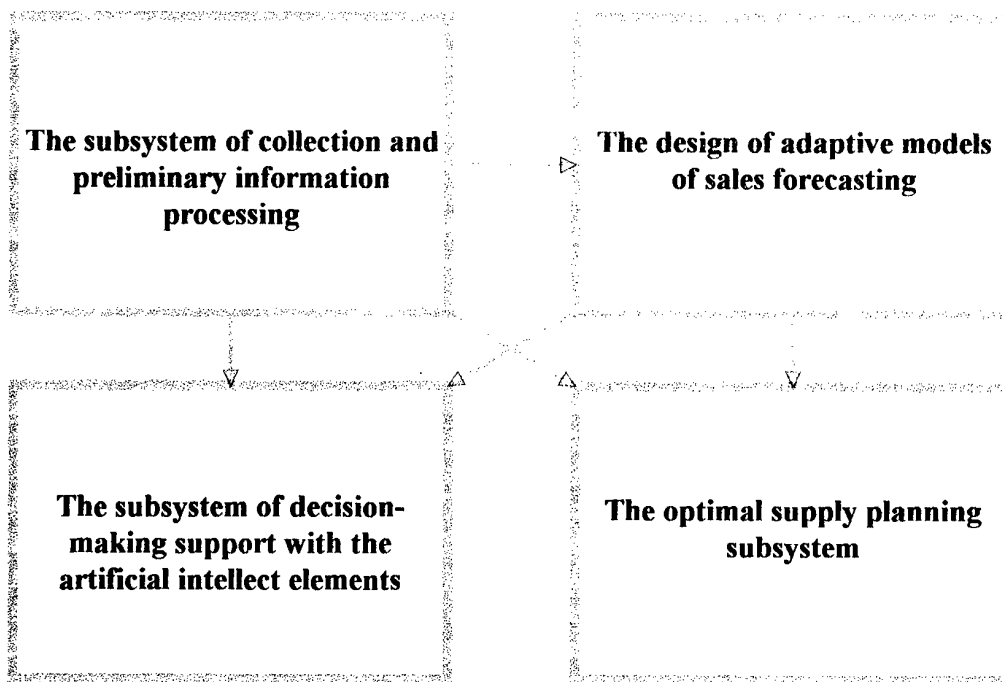 The subsystem of collection and
preliminary information
processing
The design of adaptive models
of sales forecasting
The subsystem of decision-
making support with the
artificial intellect elements
The optimal supply planning
subsystem